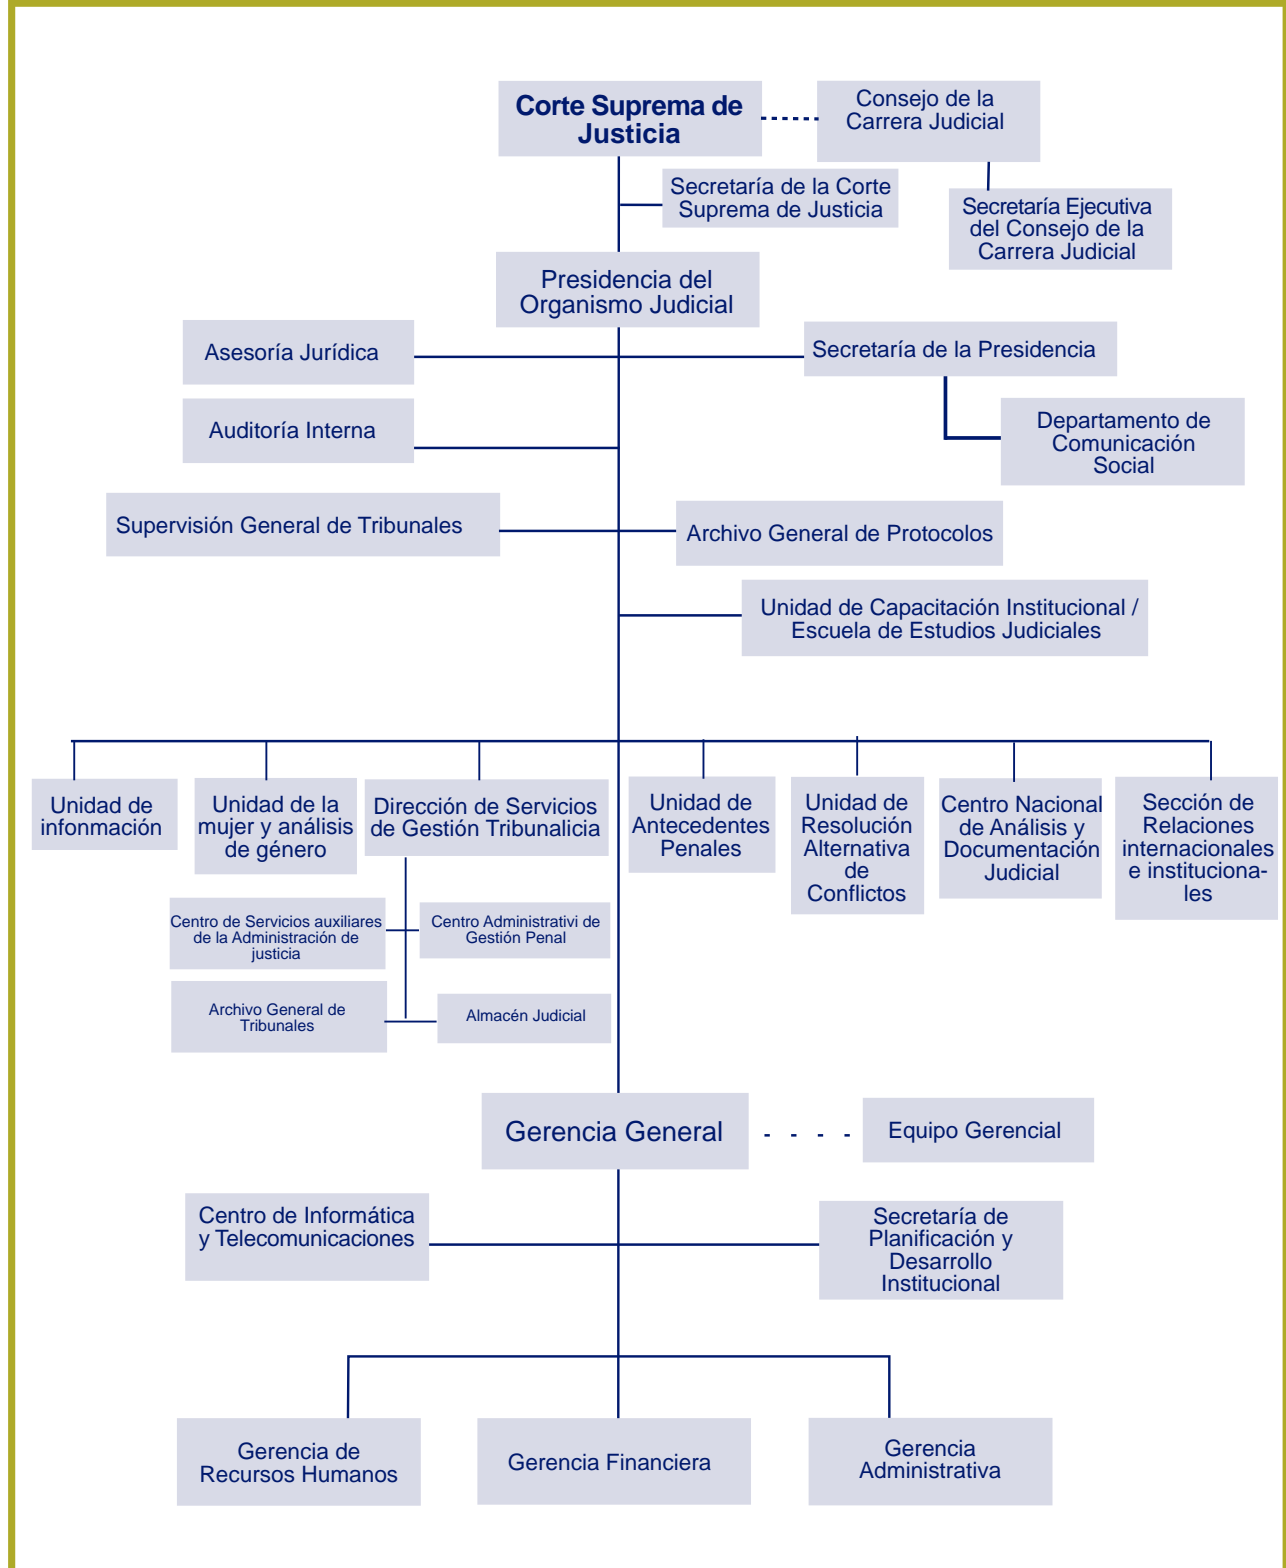 Corte Suprema de
Justicia
Consejo de la
Carrera Judicial
Secretaría de la Corte
Suprema de Justicia
Secretaría Ejecutiva
del Consejo de la
Carrera Judicial
Presidencia del
Organismo Judicial
Asesoría Jurídica
Secretaría de la Presidencia
Auditoría Interna
Departamento de
Comunicación
Social
Supervisión General de Tribunales
Archivo General de Protocolos
Unidad de Capacitación Institucional /
Escuela de Estudios Judiciales
Unidad de
infonmación
Unidad de la
mujer y análisis
de género
Dirección de Servicios
de Gestión Tribunalicia
Unidad de
Antecedentes
Penales
Unidad de
Resolución
Alternativa
de
Conflictos
Centro Nacional
de Análisis y
Documentación
Judicial
Sección de
Relaciones
internacionales
e instituciona-
les
Centro de Servicios auxiliares
de la Administración de
justicia
Centro Administrativi de
Gestión Penal
Archivo General de
Tribunales
Almacén Judicial
Gerencia General
Equipo Gerencial
Centro de Informática
y Telecomunicaciones
Secretaría de
Planificación y
Desarrollo
Institucional
Gerencia de
Recursos Humanos
Gerencia Financiera
Gerencia
Administrativa